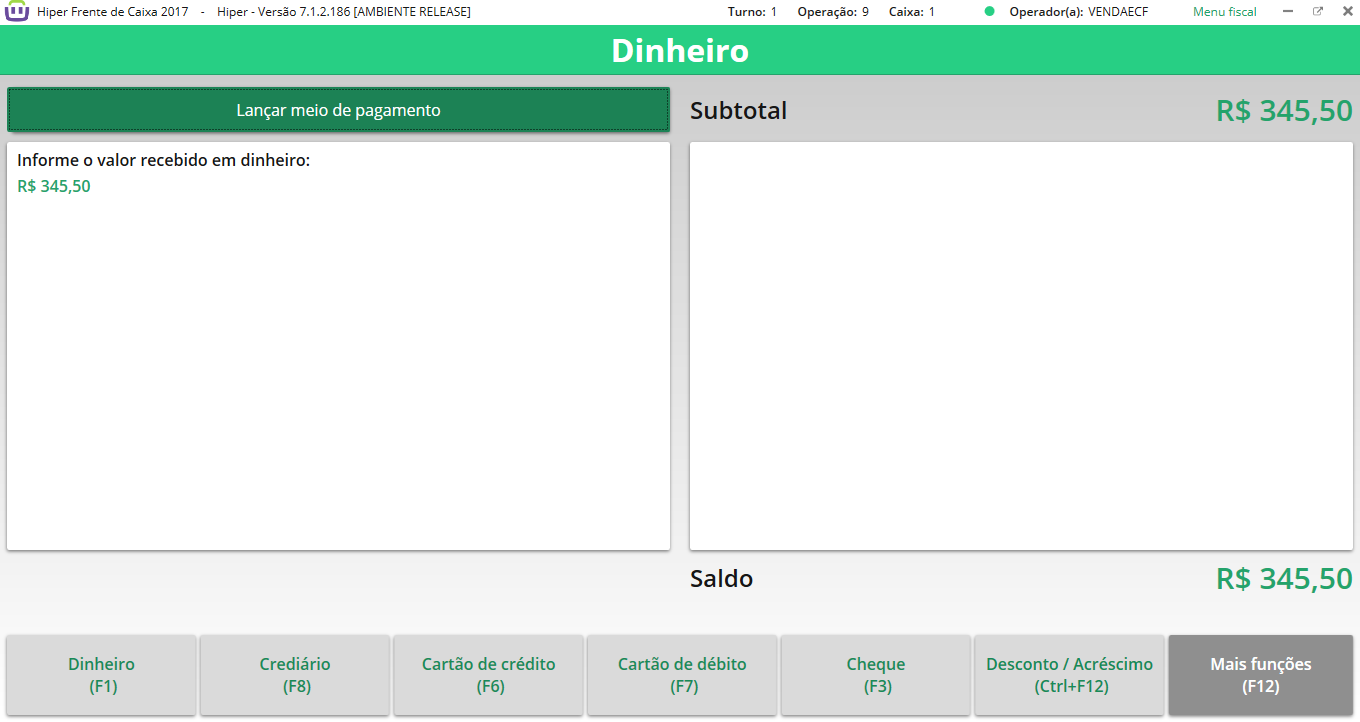 Hiper Frente de Caixa 2017 - Hiper - Versão 7.1.2.186 [AMBIENTE RELEASE] Turno: 1 Operação: 9 Caixa: 1 Operador(a): VENDAECF Menu fiscal
Dinheiro
Lançar meio de pagamento
Informe o valor recebido em dinheiro:
R$ 345,50
Subtotal R$ 345,50
Saldo R$ 345,50
Dinheiro
(F1)
Crediário
(F8)
Cartão de crédito
(F6)
Cartão de débito
(F7)
Cheque
(F3)
Desconto / Acréscimo
(Ctrl+F12)
Mais funções
(F12)